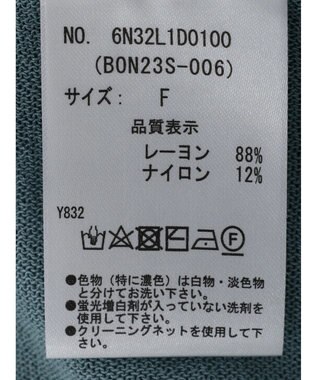 NO. 6N32L1D0100
(BON23S-006)
サイズ: F
品質表示
レーヨン 88%
ナイロン 12%
Y832
F
●色物(特に濃色)は白物・淡色物
と分けてお洗い下さい。
●蛍光増白剤が入っていない洗剤を
使用して下さい。
●クリーニングネットを使用して下
さい。